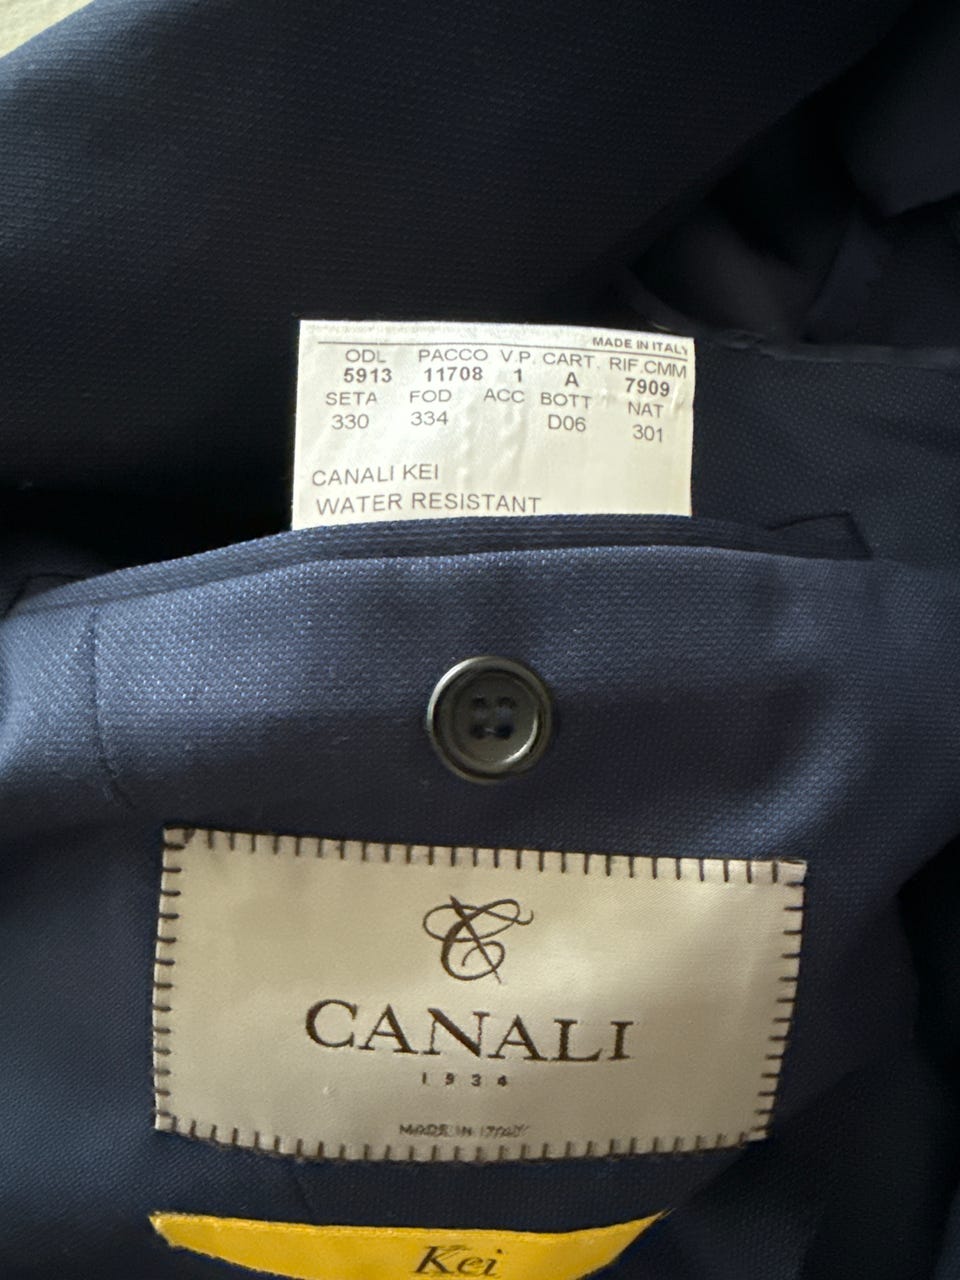 MADE IN ITALY
ODL PACCO V.P. CART. RIF.CMM
5913 11708 1 A 7909
SETA FOD ACC BOTT NAT
330 334 D06 301
CANALI KEI
WATER RESISTANT
CANALI
1934
MADE IN ITALY
Kei